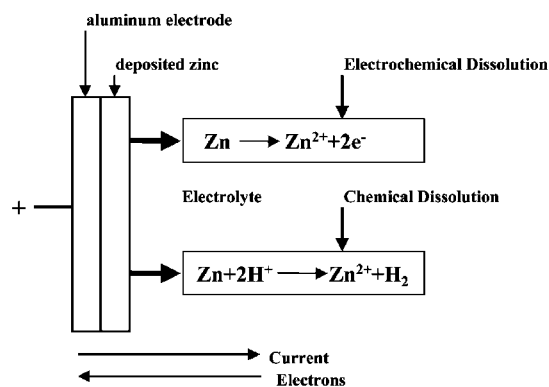 aluminum electrode
deposited zinc
Electrochemical Dissolution
Zn → Zn²⁺+2e⁻
+
Electrolyte
Chemical Dissolution
Zn+2H⁺ → Zn²⁺+H₂
Current
Electrons